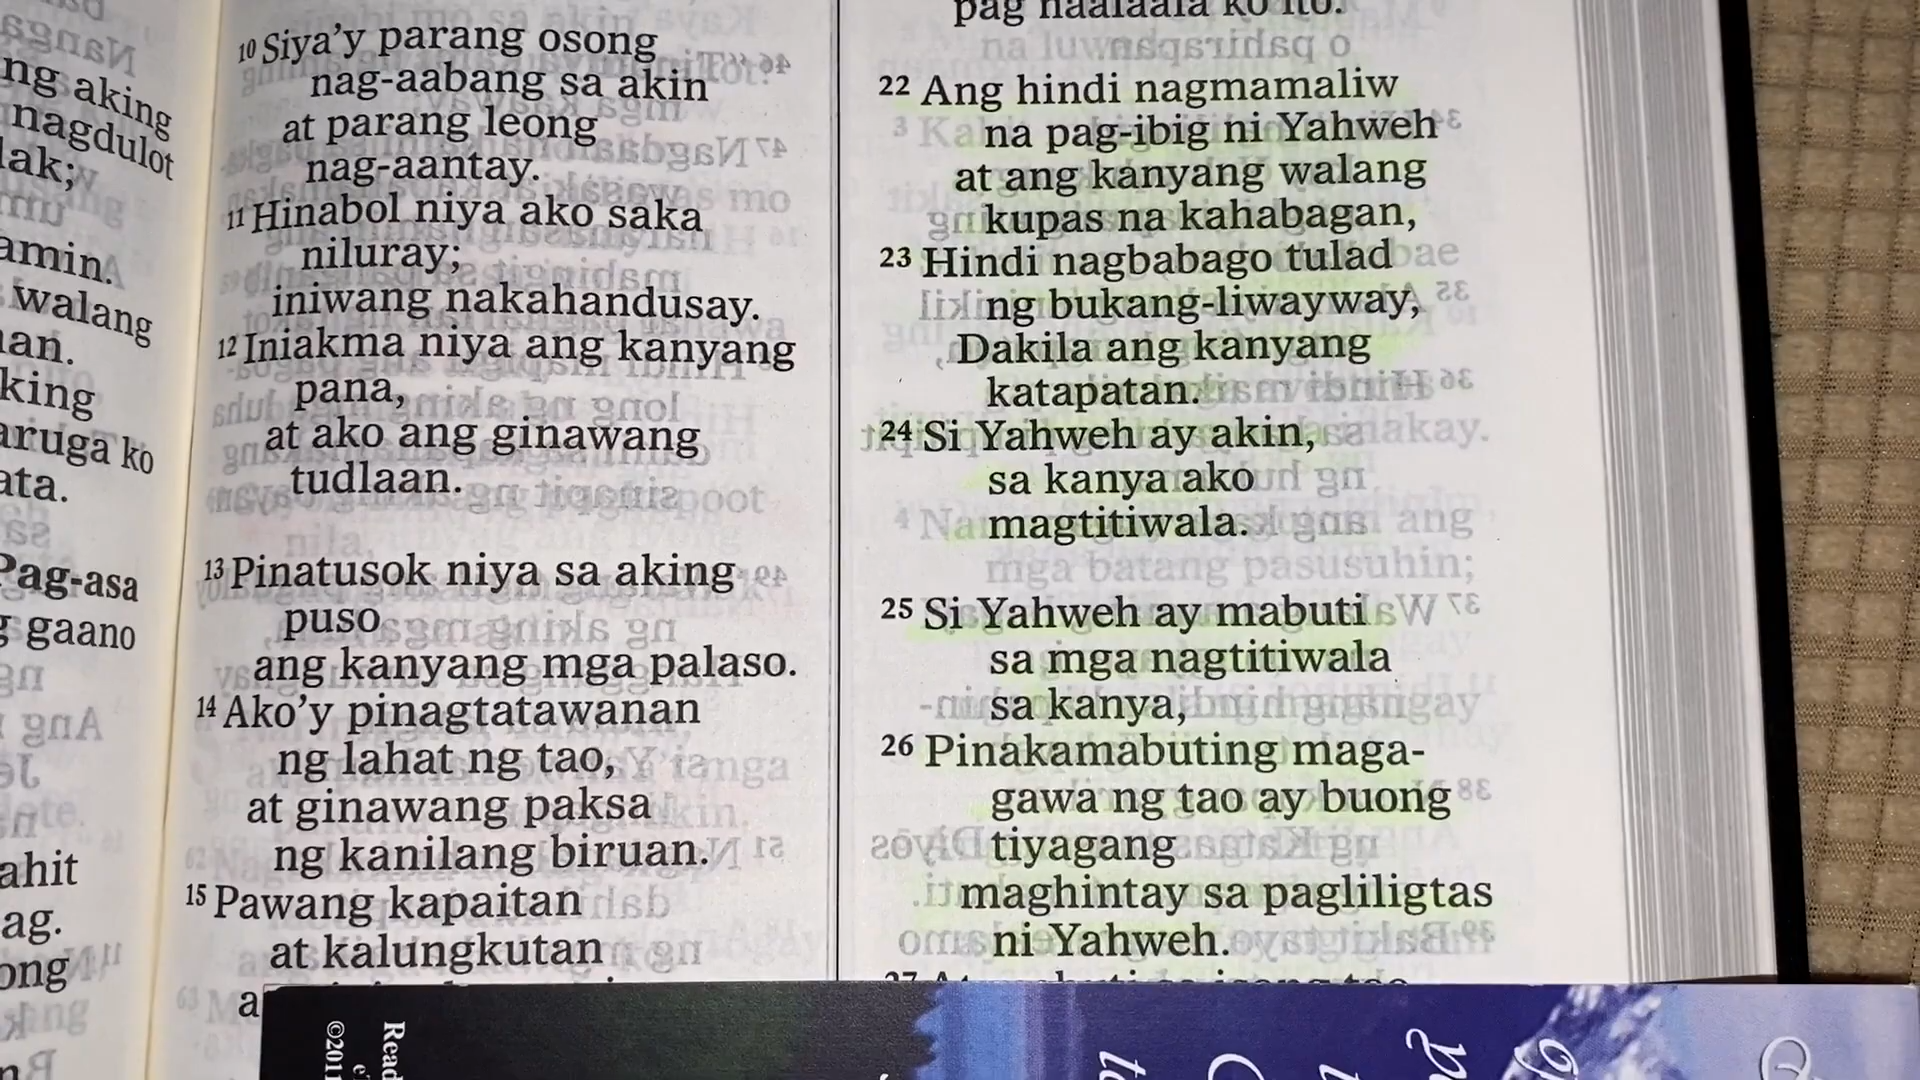 ng aking
nagdulot
lak;
amin.
walang
an.
king
aruga ko
ata.
Pag-asa
gaano
ahit
ag.
ong
10 Siya'y parang osong
nag-aabang sa akin
at parang leong
nag-aantay.
11 Hinabol niya ako saka
niluray;
iniwang nakahandusay.
12 Iniakma niya ang kanyang
pana,
at ako ang ginawang
tudlaan.
13 Pinatusok niya sa aking
puso
ang kanyang mga palaso.
14 Ako'y pinagtatawanan
ng lahat ng tao,
at ginawang paksa
ng kanilang biruan.
15 Pawang kapaitan
at kalungkutan
pag naalaala ko ito.
22 Ang hindi nagmamaliw
na pag-ibig ni Yahweh
at ang kanyang walang
kupas na kahabagan,
23 Hindi nagbabago tulad
ng bukang-liwayway,
Dakila ang kanyang
katapatan.
24 Si Yahweh ay akin,
sa kanya ako
magtitiwala.
25 Si Yahweh ay mabuti
sa mga nagtitiwala
sa kanya,
26 Pinakamabuting maga-
gawa ng tao ay buong
tiyagang
maghintay sa pagliligtas
ni Yahweh.
Read
©2011